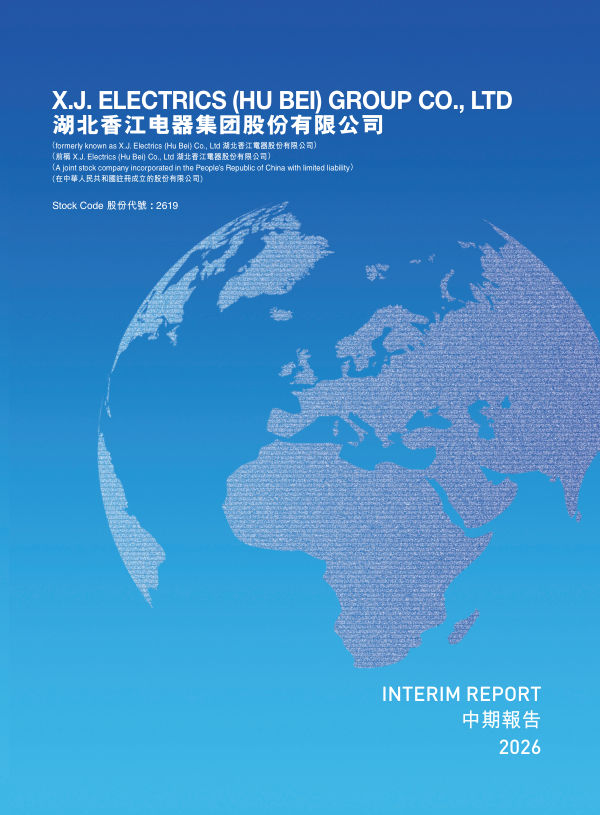 X.J. ELECTRICS (HU BEI) GROUP CO., LTD
湖北香江电器集团股份有限公司
(formerly known as X.J. Electrics (Hu Bei) Co., Ltd 湖北香江電器股份有限公司)
(前稱 X.J. Electrics (Hu Bei) Co., Ltd 湖北香江電器股份有限公司)
(A joint stock company incorporated in the People's Republic of China with limited liability)
(在中華人民共和國註冊成立的股份有限公司)
Stock Code 股份代號 : 2619
INTERIM REPORT
中期報告
2026